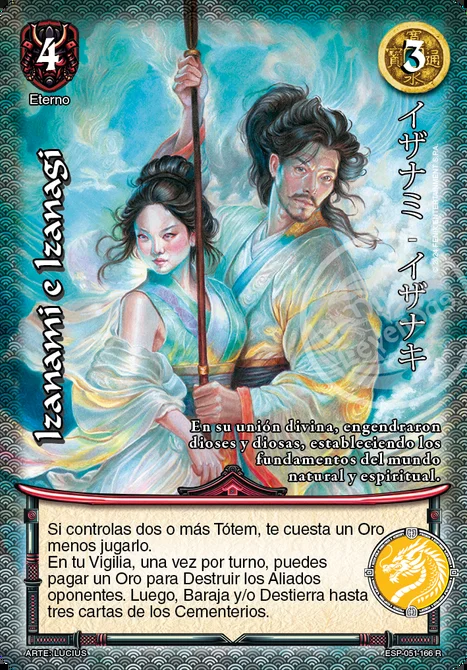 4
Eterno
3
Izanami e Izanagi
イザナミ - イザナキ
En su unión divina, engendraron
dioses y diosas, estableciendo los
fundamentos del mundo
natural y espiritual.
Si controlas dos o más Tótem, te cuesta un Oro
menos jugarlo.
En tu Vigilia, una vez por turno, puedes
pagar un Oro para Destruir los Aliados
oponentes. Luego, Baraja y/o Destierra hasta
tres cartas de los Cementerios.
ARTE: LUCIUS
ESP-051-166 R